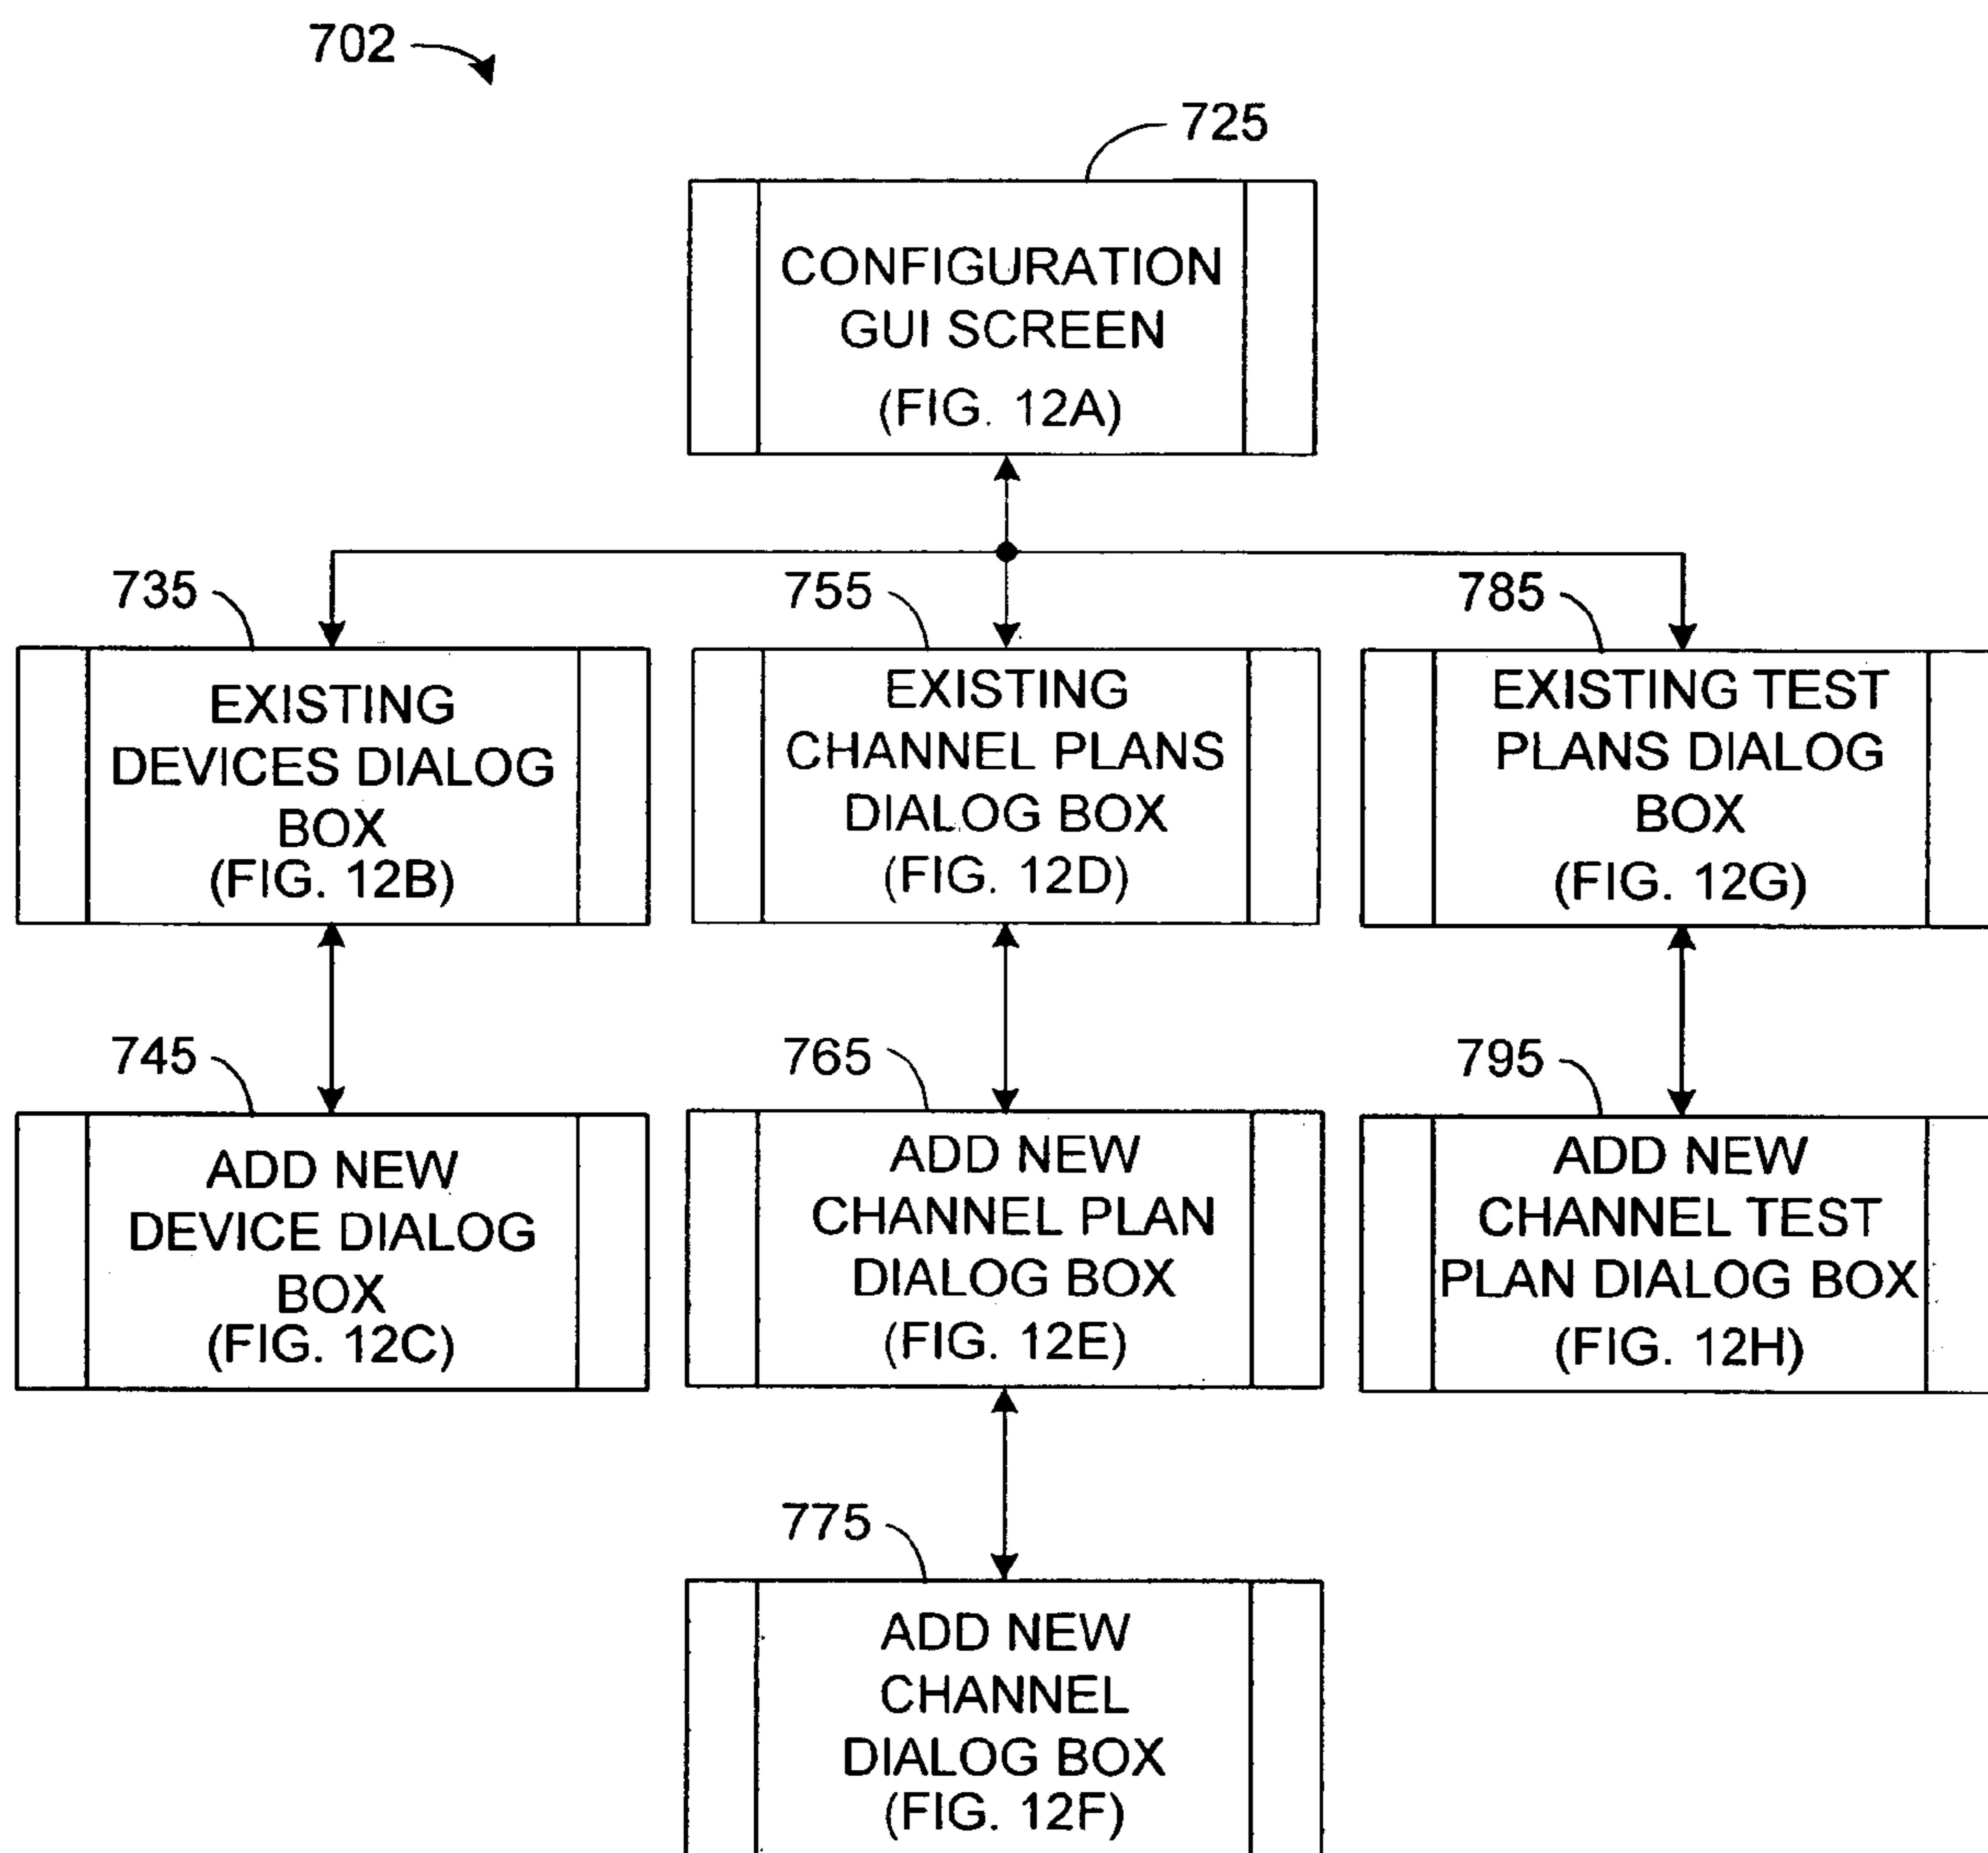 702
725
CONFIGURATION
GUI SCREEN
(FIG. 12A)
735
EXISTING
DEVICES DIALOG
BOX
(FIG. 12B)
755
EXISTING
CHANNEL PLANS
DIALOG BOX
(FIG. 12D)
785
EXISTING TEST
PLANS DIALOG
BOX
(FIG. 12G)
745
ADD NEW
DEVICE DIALOG
BOX
(FIG. 12C)
765
ADD NEW
CHANNEL PLAN
DIALOG BOX
(FIG. 12E)
795
ADD NEW
CHANNEL TEST
PLAN DIALOG BOX
(FIG. 12H)
775
ADD NEW
CHANNEL
DIALOG BOX
(FIG. 12F)